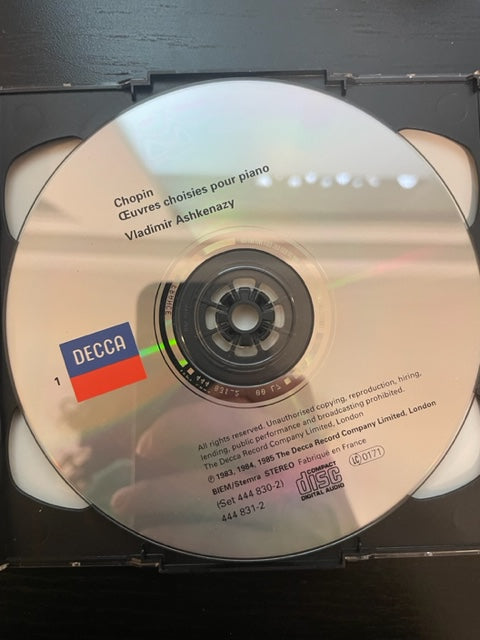 Chopin
Œuvres choisies pour piano
Vladimir Ashkenazy
DECCA
1
All rights reserved. Unauthorised copying, reproduction, hiring,
lending, public performance and broadcasting prohibited.
The Decca Record Company Limited, London
℗ 1983, 1984, 1985 The Decca Record Company Limited, London
BIEM/Stemra STEREO Fabriqué en France
LC 0171
COMPACT
disc
DIGITAL AUDIO
(Set 444 830-2)
444 831-2